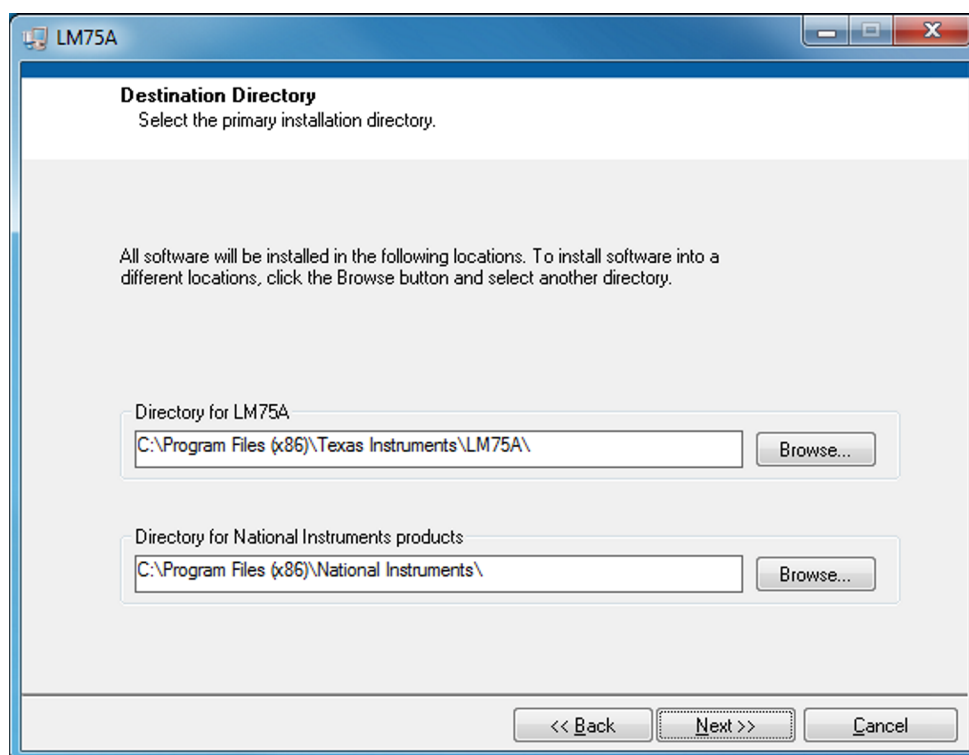 LM75A
Destination Directory
Select the primary installation directory.
All software will be installed in the following locations. To install software into a
different locations, click the Browse button and select another directory.
Directory for LM75A
C:\Program Files (x86)\Texas Instruments\LM75A\
Browse...
Directory for National Instruments products
C:\Program Files (x86)\National Instruments\
Browse...
<< Back
Next >>
Cancel